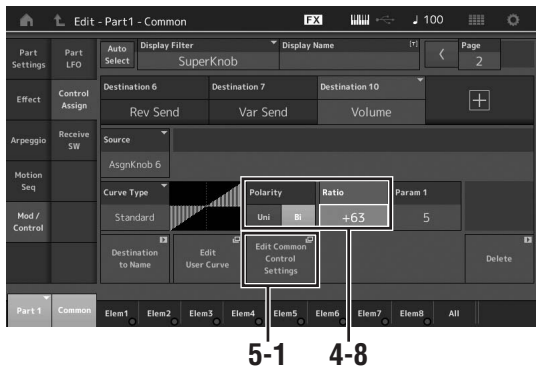 Edit - Part1 - Common
FX
100
Part Settings
Part LFO
Auto Select
Display Filter
SuperKnob
Display Name
[T]
Page
2
Effect
Control Assign
Destination 6
Rev Send
Destination 7
Var Send
Destination 10
Volume
Arpeggio
Receive SW
Source
AsgnKnob 6
Motion Seq
Curve Type
Standard
Polarity
Uni
Bi
Ratio
+63
Param 1
5
Mod / Control
Destination to Name
Edit User Curve
Edit Common Control Settings
Delete
Part 1
Common
Elem1
Elem2
Elem3
Elem4
Elem5
Elem6
Elem7
Elem8
All
5-1
4-8